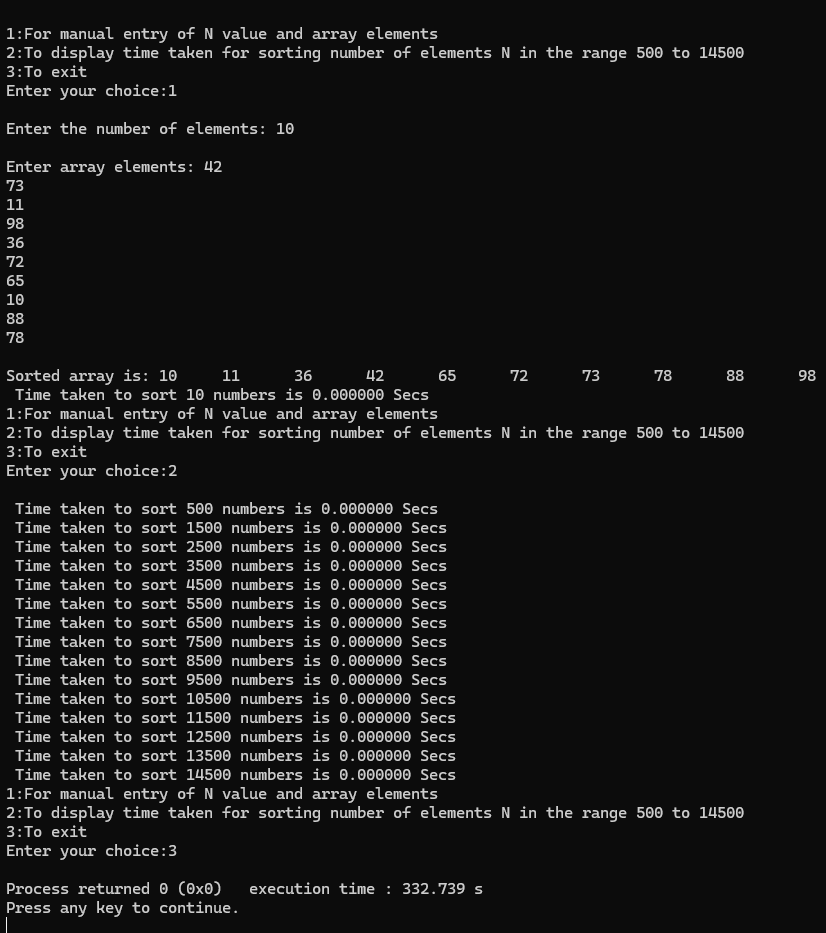 1:For manual entry of N value and array elements
2:To display time taken for sorting number of elements N in the range 500 to 14500
3:To exit
Enter your choice:1
Enter the number of elements: 10
Enter array elements: 42
73
11
98
36
72
65
10
88
78
Sorted array is: 10     11      36      42      65      72      73      78      88      98
 Time taken to sort 10 numbers is 0.000000 Secs
1:For manual entry of N value and array elements
2:To display time taken for sorting number of elements N in the range 500 to 14500
3:To exit
Enter your choice:2
 Time taken to sort 500 numbers is 0.000000 Secs
 Time taken to sort 1500 numbers is 0.000000 Secs
 Time taken to sort 2500 numbers is 0.000000 Secs
 Time taken to sort 3500 numbers is 0.000000 Secs
 Time taken to sort 4500 numbers is 0.000000 Secs
 Time taken to sort 5500 numbers is 0.000000 Secs
 Time taken to sort 6500 numbers is 0.000000 Secs
 Time taken to sort 7500 numbers is 0.000000 Secs
 Time taken to sort 8500 numbers is 0.000000 Secs
 Time taken to sort 9500 numbers is 0.000000 Secs
 Time taken to sort 10500 numbers is 0.000000 Secs
 Time taken to sort 11500 numbers is 0.000000 Secs
 Time taken to sort 12500 numbers is 0.000000 Secs
 Time taken to sort 13500 numbers is 0.000000 Secs
 Time taken to sort 14500 numbers is 0.000000 Secs
1:For manual entry of N value and array elements
2:To display time taken for sorting number of elements N in the range 500 to 14500
3:To exit
Enter your choice:3
Process returned 0 (0x0)   execution time : 332.739 s
Press any key to continue.